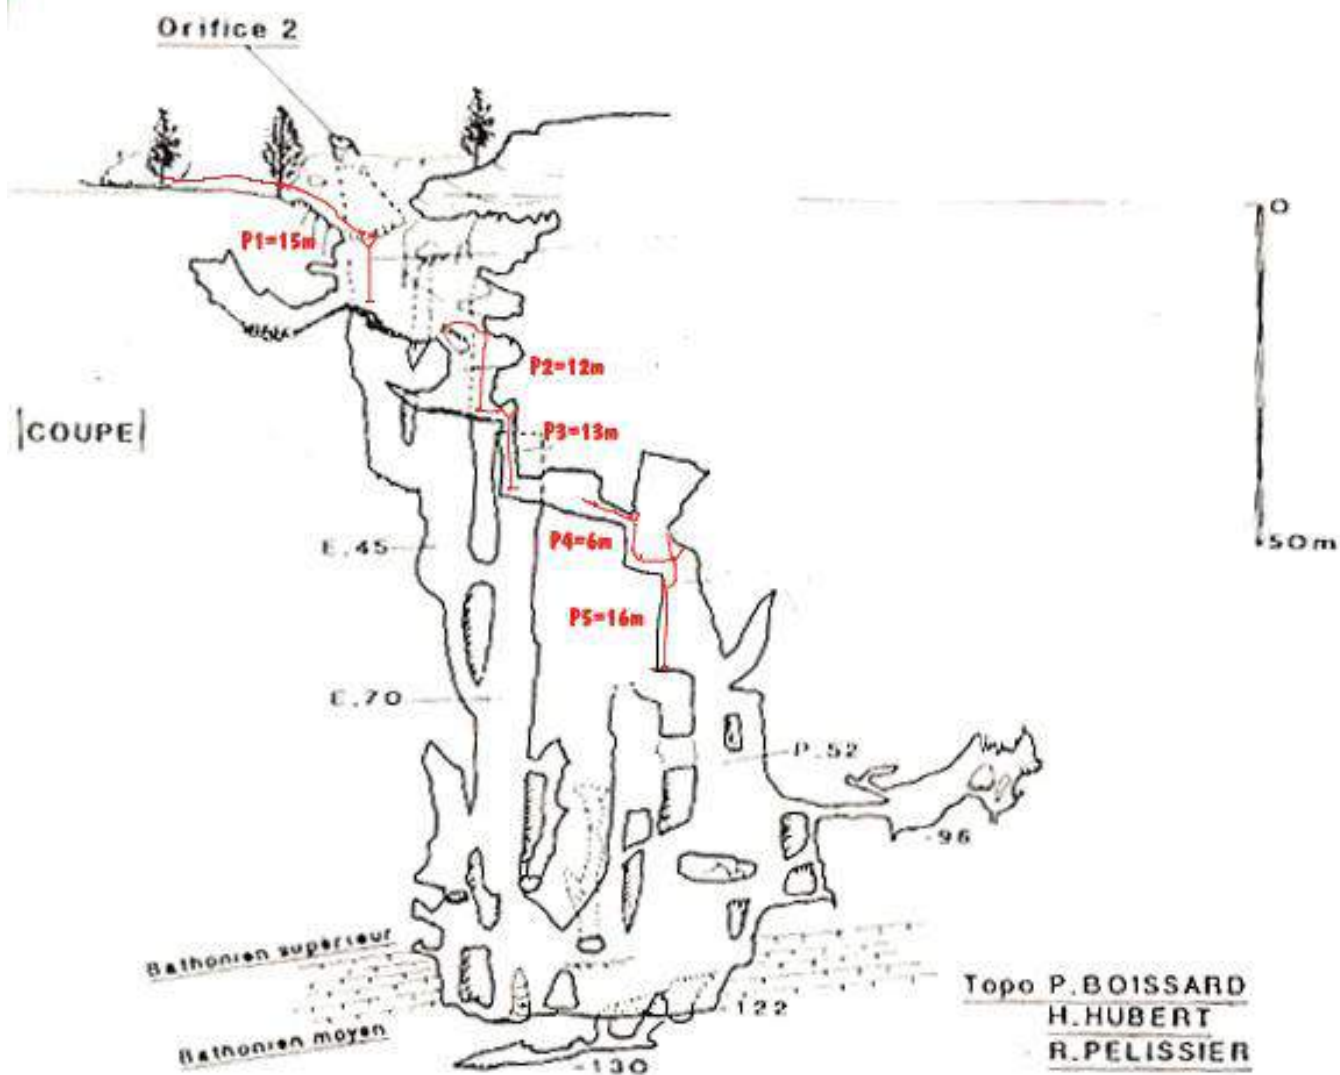 Orifice 2
0
P1=15m
P2=12m
|COUPE|
P3=13m
E.45
P4=6m
50m
P5=16m
E.70
P.52
-96
Bathonien supérieur
Topo P.BOISSARD
-122
H.HUBERT
Bathonien moyen
R.PELISSIER
-130